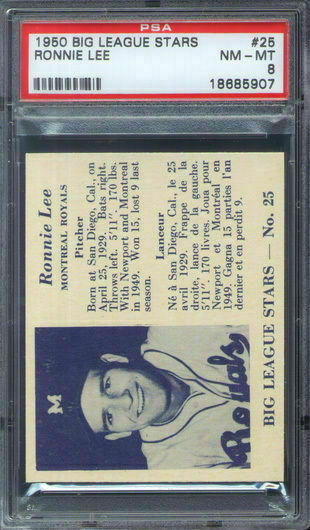 PSA
1950 BIG LEAGUE STARS #25
RONNIE LEE NM-MT
8
18685907
Ronnie Lee
MONTREAL ROYALS
Pitcher
Born at San Diego, Cal., on
April 25, 1929. Bats right.
Throws left. 5'11" 170 lbs.
With Newport and Montreal
in 1949. Won 15, lost 9 last
season.
Lanceur
Né à San Diego, Cal., le 25
avril 1929. Frappe de la
droite, lance de la gauche.
5'11" 170 livres. Joua pour
Newport et Montréal en
1949. Gagna 15 parties l'an
dernier et en perdit 9.
M
Royals
BIG LEAGUE STARS — No. 25